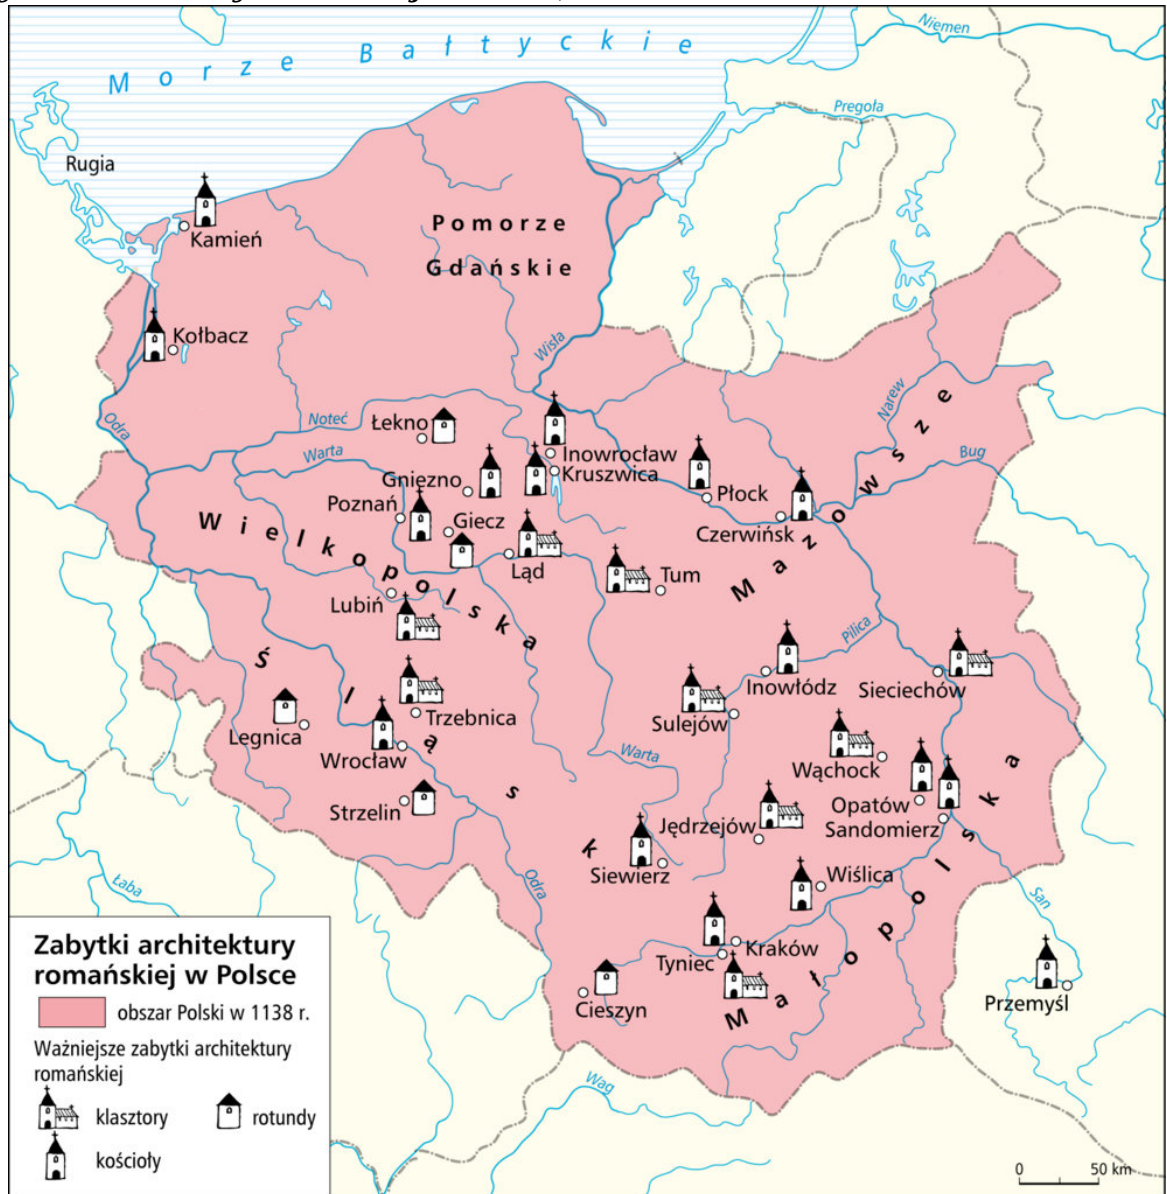 Morze Bałtyckie
Niemen
Pregoła
Rugia
Kamień
Pomorze
Gdańskie
Kołbacz
Wisła
Odra
Noteć
Łekno
Warta
Inowrocław
Kruszwica
Gniezno
Poznań
Giecz
Płock
Czerwińsk
Narew
Bug
Mazowsze
Wielkopolska
Ląd
Tum
Lubiń
Pilica
Inowłódz
Sieciechów
Śląsk
Trzebnica
Sulejów
Legnica
Wrocław
Warta
Wąchock
Strzelin
Opatów
Sandomierz
Jędrzejów
Siewierz
Wiślica
Małopolska
Łaba
Odra
San
Kraków
Tyniec
Cieszyn
Przemyśl
Wag
Zabytki architektury
romańskiej w Polsce
obszar Polski w 1138 r.
Ważniejsze zabytki architektury
romańskiej
klasztory
rotundy
kościoły
0 50 km